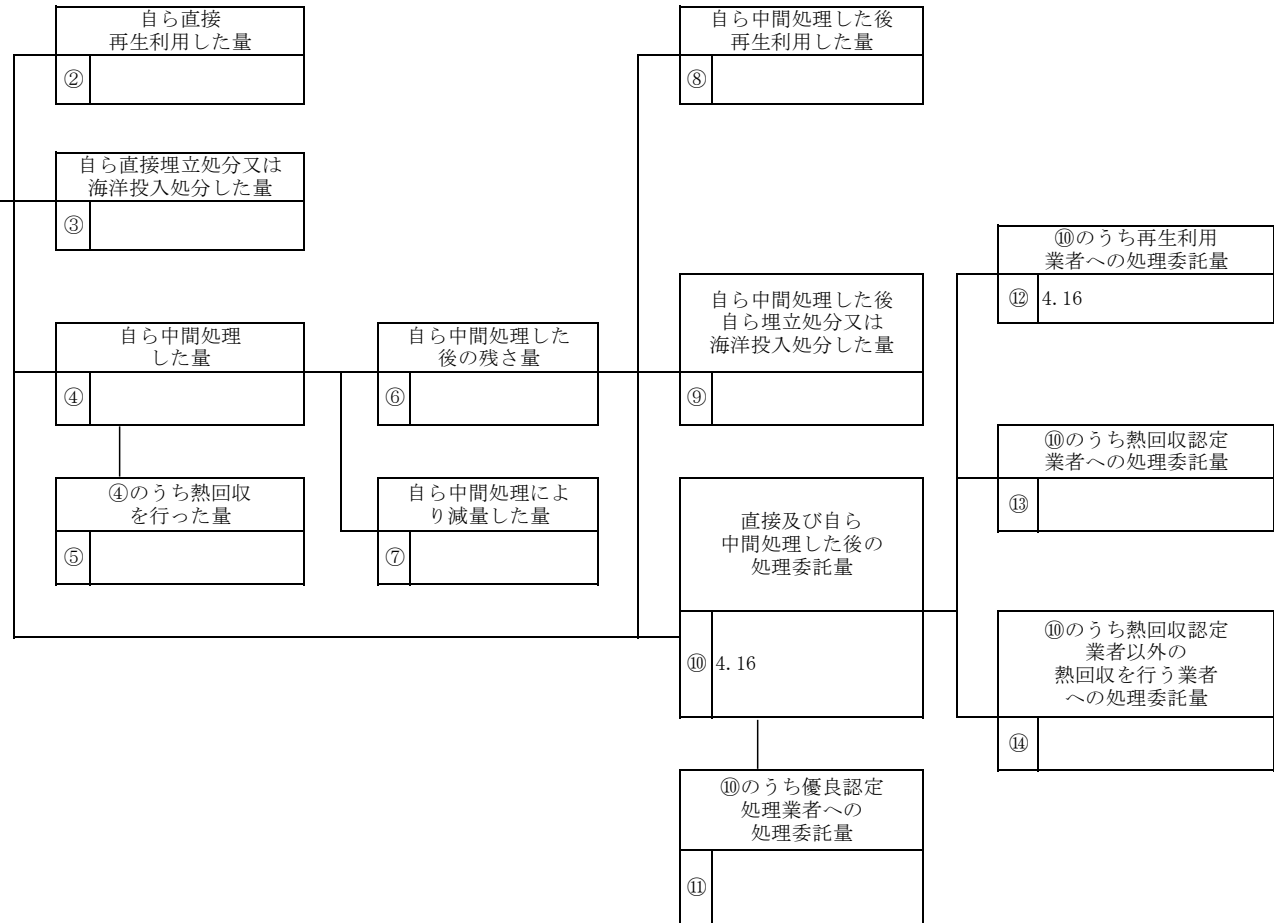 自ら直接
再生利用した量
②
自ら中間処理した後
再生利用した量
⑧
自ら直接埋立処分又は
海洋投入処分した量
③
⑩のうち再生利用
業者への処理委託量
⑫ 4.16
自ら中間処理
した量
④
自ら中間処理した
後の残さ量
⑥
自ら中間処理した後
自ら埋立処分又は
海洋投入処分した量
⑨
⑩のうち熱回収認定
業者への処理委託量
⑬
④のうち熱回収
を行った量
⑤
自ら中間処理によ
り減量した量
⑦
直接及び自ら
中間処理した後の
処理委託量
⑩ 4.16
⑩のうち熱回収認定
業者以外の
熱回収を行う業者
への処理委託量
⑭
⑩のうち優良認定
処理業者への
処理委託量
⑪